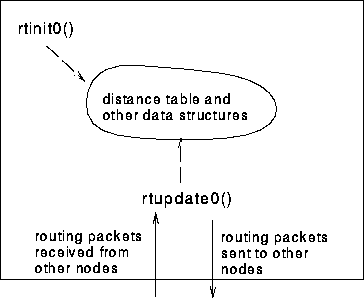 rtinit0()
distance table and
other data structures
rtupdate0()
routing packets
received from
other nodes
routing packets
sent to other
nodes